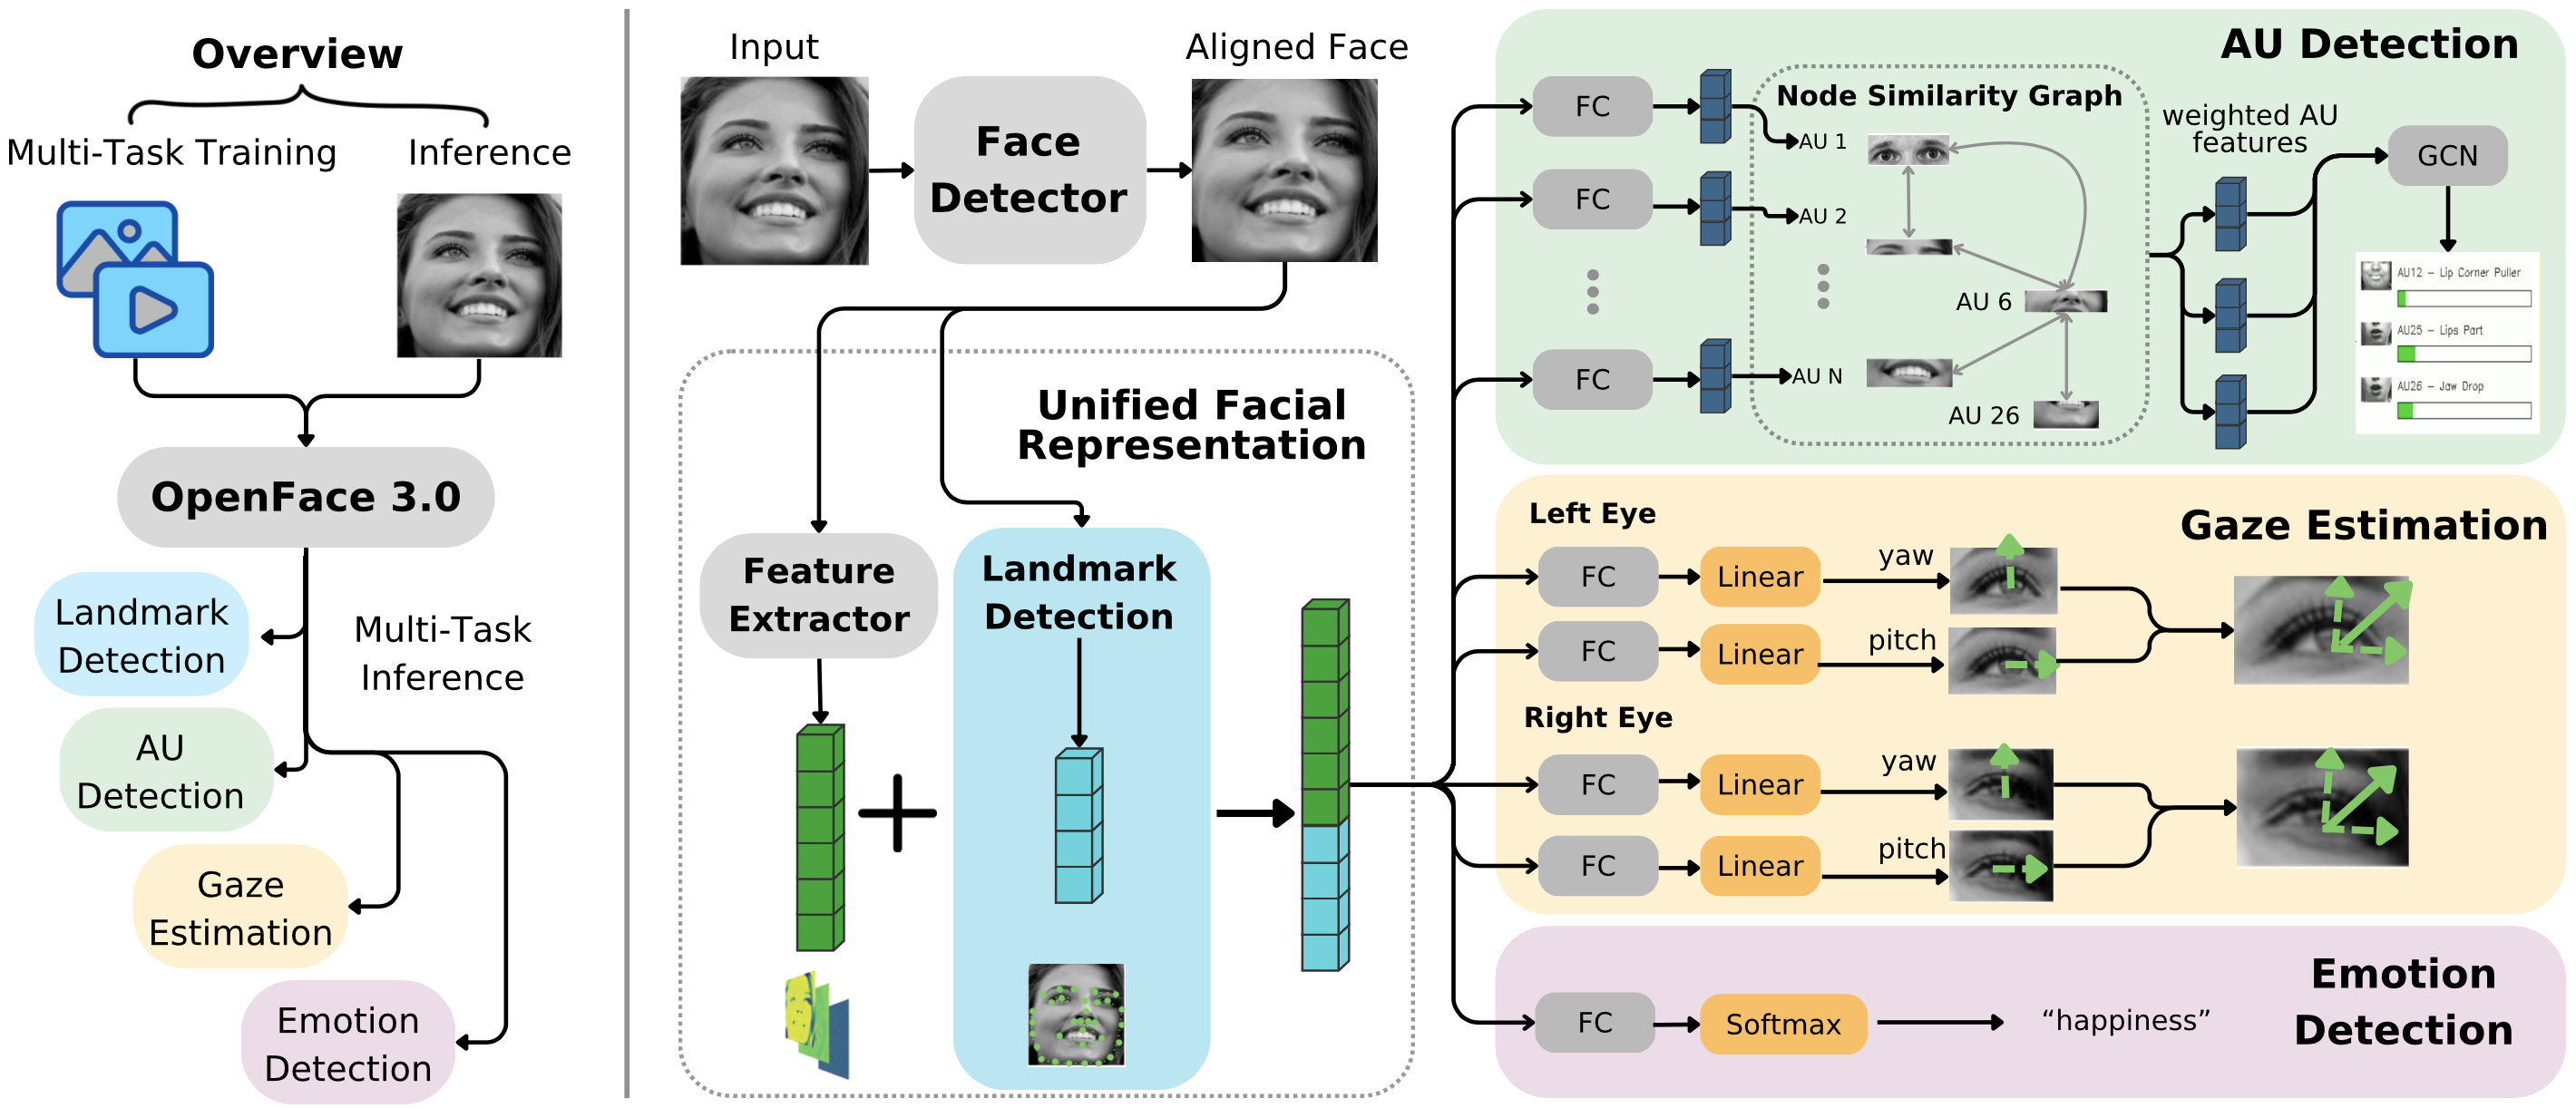 Overview
Multi-Task Training
Inference
OpenFace 3.0
Landmark
Detection
Multi-Task
Inference
AU
Detection
Gaze
Estimation
Emotion
Detection
Input
Face
Detector
Aligned Face
Unified Facial
Representation
Feature
Extractor
Landmark
Detection
AU Detection
FC
FC
FC
Node Similarity Graph
AU 1
AU 2
AU 6
AU N
AU 26
weighted AU
features
GCN
AU12 – Lip Corner Puller
AU25 – Lips Part
AU26 – Jaw Drop
Gaze Estimation
Left Eye
FC
Linear
yaw
FC
Linear
pitch
Right Eye
FC
Linear
yaw
FC
Linear
pitch
Emotion
Detection
FC
Softmax
“happiness”